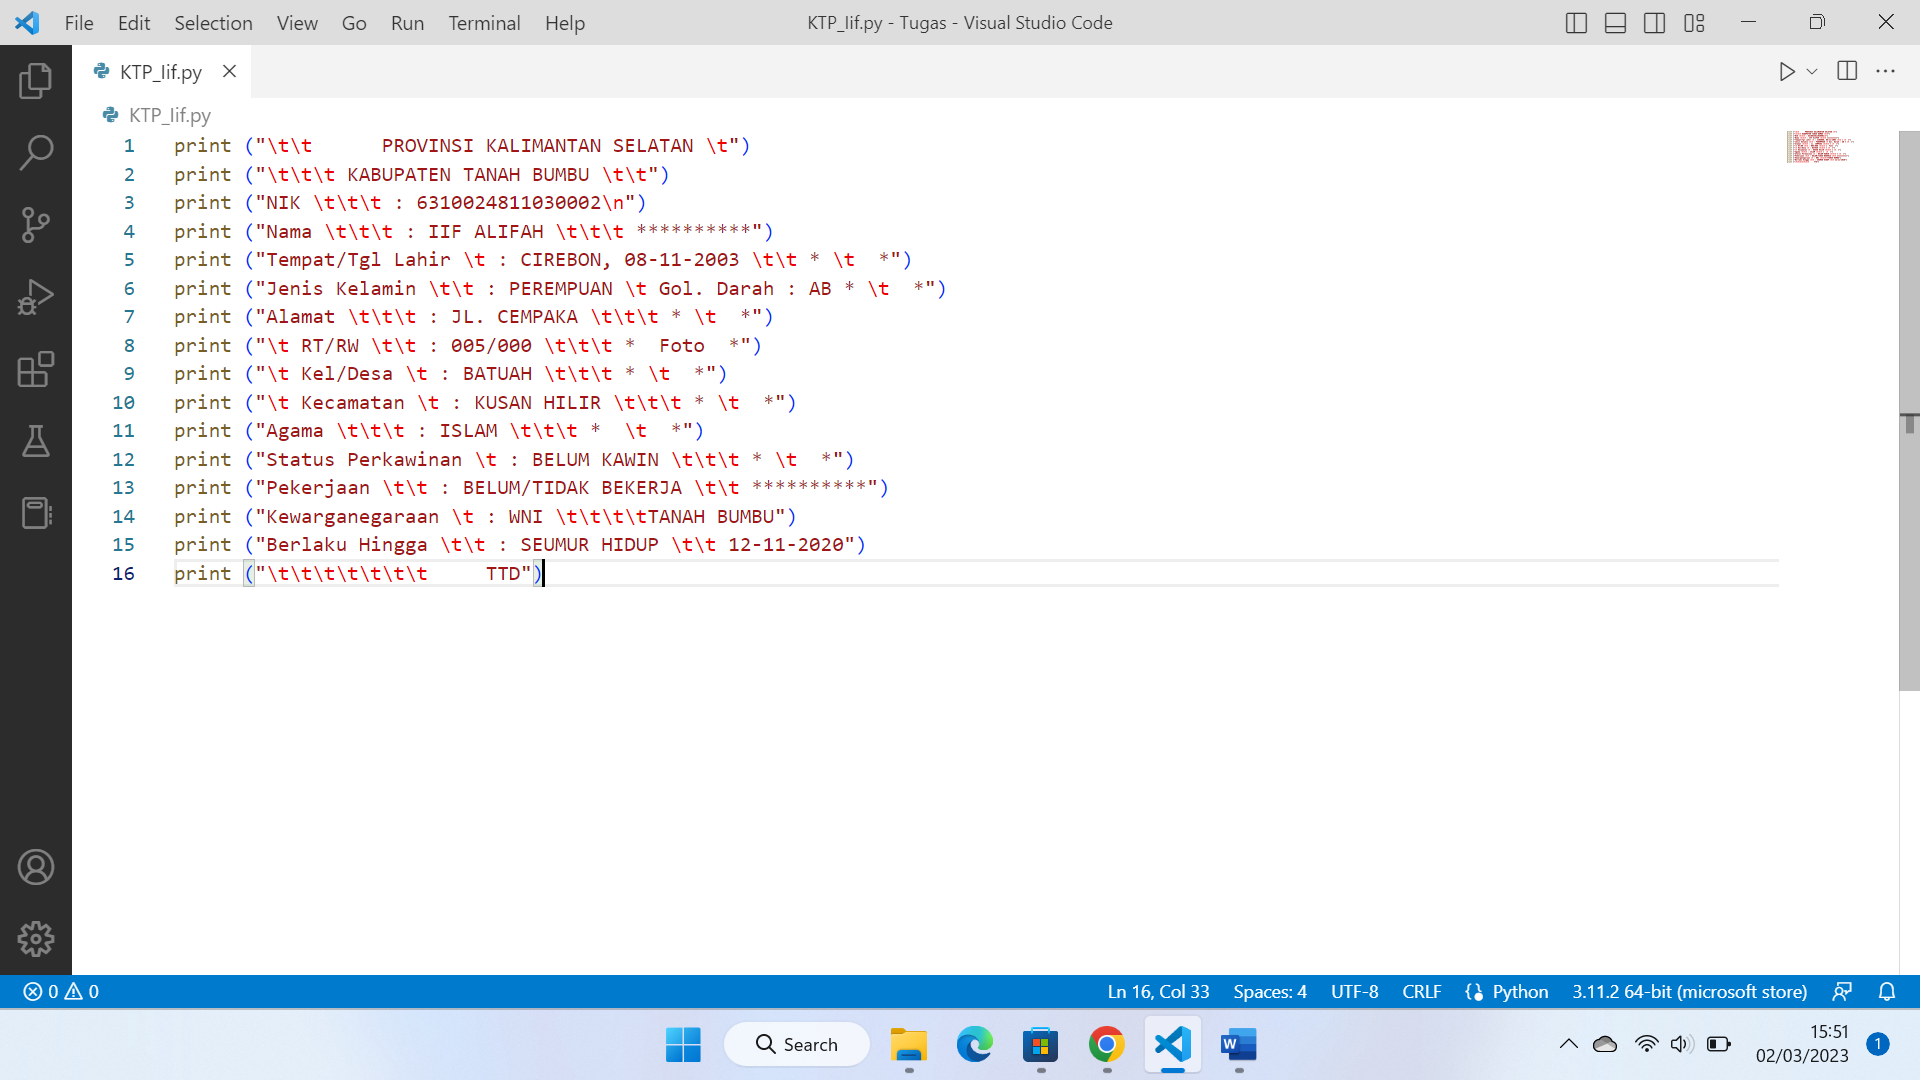 File Edit Selection View Go Run Terminal Help KTP_Iif.py - Tugas - Visual Studio Code
KTP_Iif.py
KTP_Iif.py
1 print ("\t\t      PROVINSI KALIMANTAN SELATAN \t")
2 print ("\t\t\t KABUPATEN TANAH BUMBU \t\t")
3 print ("NIK \t\t\t : 6310024811030002\n")
4 print ("Nama \t\t\t : IIF ALIFAH \t\t\t **********")
5 print ("Tempat/Tgl Lahir \t : CIREBON, 08-11-2003 \t\t * \t  *")
6 print ("Jenis Kelamin \t\t : PEREMPUAN \t Gol. Darah : AB * \t  *")
7 print ("Alamat \t\t\t : JL. CEMPAKA \t\t\t * \t  *")
8 print ("\t RT/RW \t\t : 005/000 \t\t\t *  Foto  *")
9 print ("\t Kel/Desa \t : BATUAH \t\t\t * \t  *")
10 print ("\t Kecamatan \t : KUSAN HILIR \t\t\t * \t  *")
11 print ("Agama \t\t\t : ISLAM \t\t\t *  \t  *")
12 print ("Status Perkawinan \t : BELUM KAWIN \t\t\t * \t  *")
13 print ("Pekerjaan \t\t : BELUM/TIDAK BEKERJA \t\t **********")
14 print ("Kewarganegaraan \t : WNI \t\t\t\tTANAH BUMBU")
15 print ("Berlaku Hingga \t\t : SEUMUR HIDUP \t\t 12-11-2020")
16 print ("\t\t\t\t\t\t\t     TTD")
0 0 Ln 16, Col 33 Spaces: 4 UTF-8 CRLF Python 3.11.2 64-bit (microsoft store)
Search
15:51
02/03/2023
1